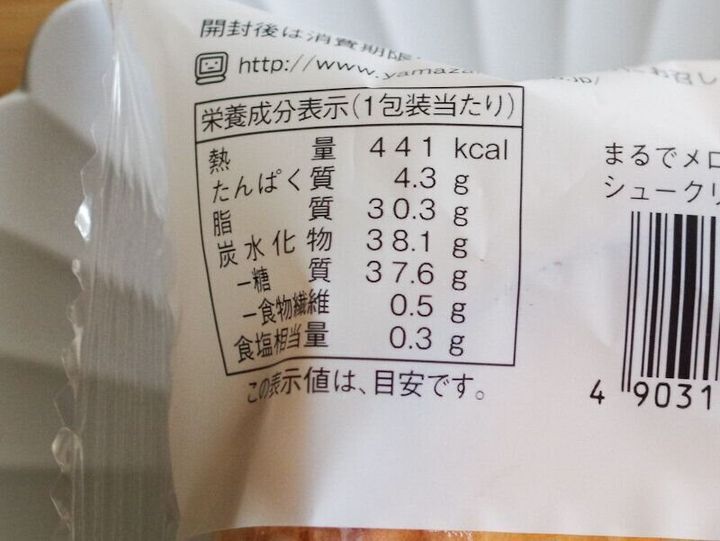 開封後は消費期限
http://www.yamaza
栄養成分表示(1包装当たり)
熱量 441 kcal
たんぱく質 4.3 g
脂質 30.3 g
炭水化物 38.1 g
−糖質 37.6 g
−食物繊維 0.5 g
食塩相当量 0.3 g
この表示値は、目安です。
まるでメロ
シュークリ
4 9031